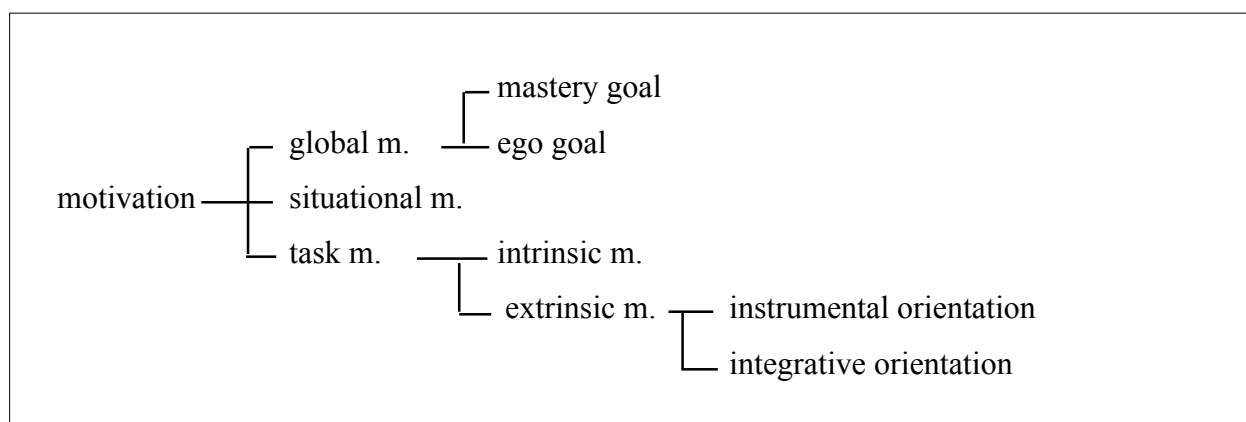 mastery goal
global m. ego goal
motivation situational m.
task m. intrinsic m.
extrinsic m. instrumental orientation
integrative orientation